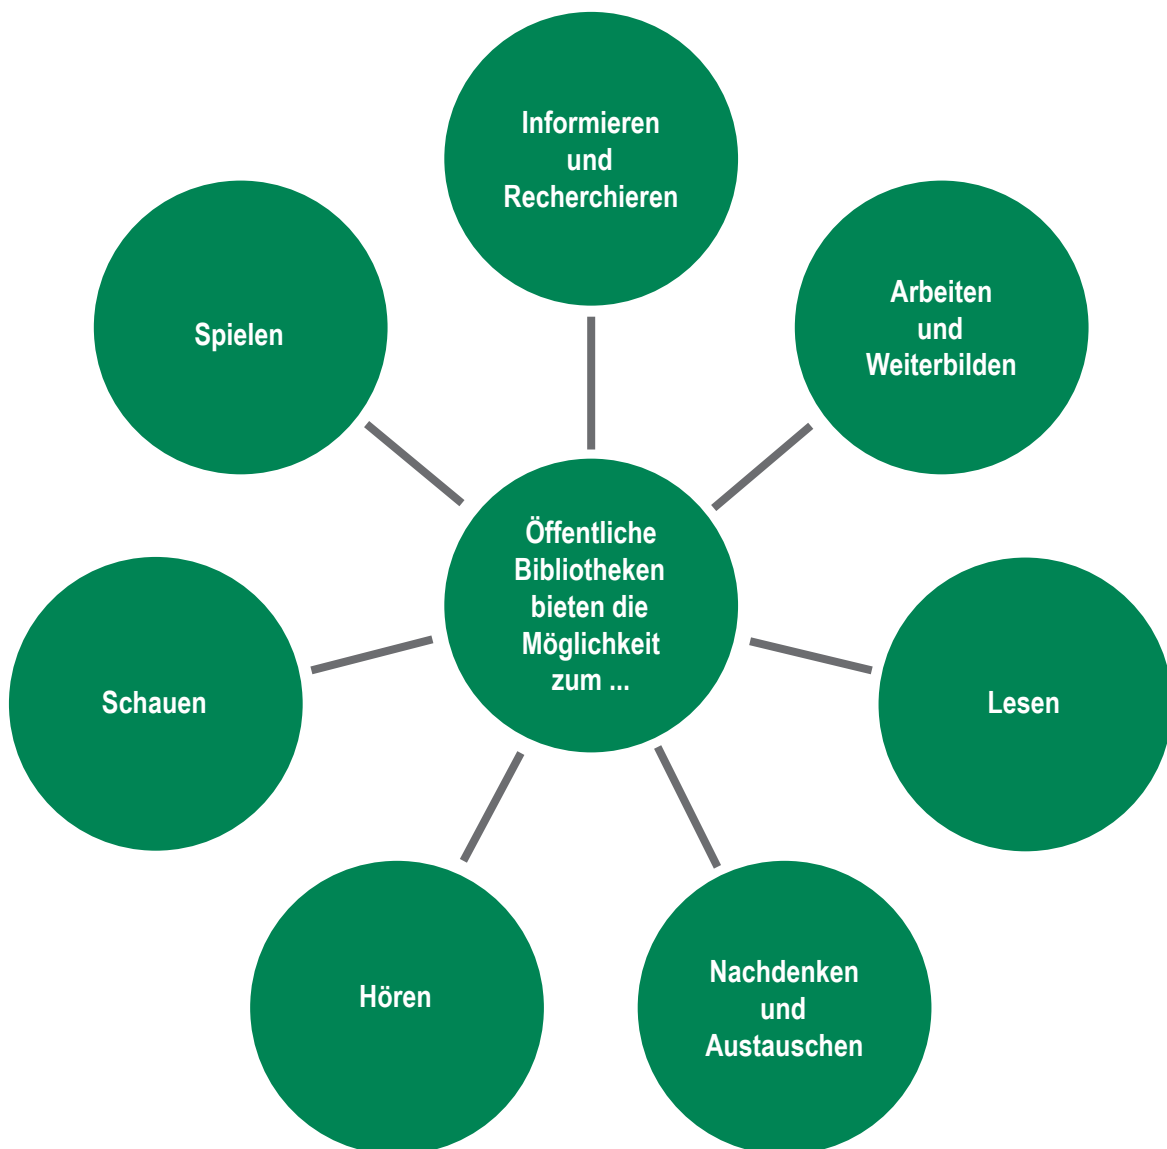 Informieren
und
Recherchieren
Arbeiten
und
Weiterbilden
Spielen
Öffentliche
Bibliotheken
bieten die
Möglichkeit
zum ...
Schauen
Lesen
Hören
Nachdenken
und
Austauschen